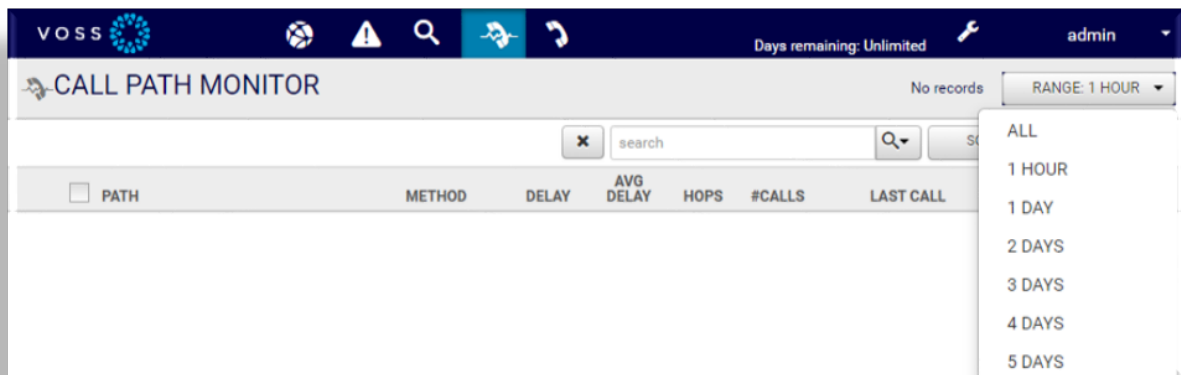 VOSS
Days remaining: Unlimited
admin
CALL PATH MONITOR
No records
RANGE: 1 HOUR
search
ALL
1 HOUR
PATH
METHOD
DELAY
AVG
DELAY
HOPS
#CALLS
LAST CALL
1 DAY
2 DAYS
3 DAYS
4 DAYS
5 DAYS